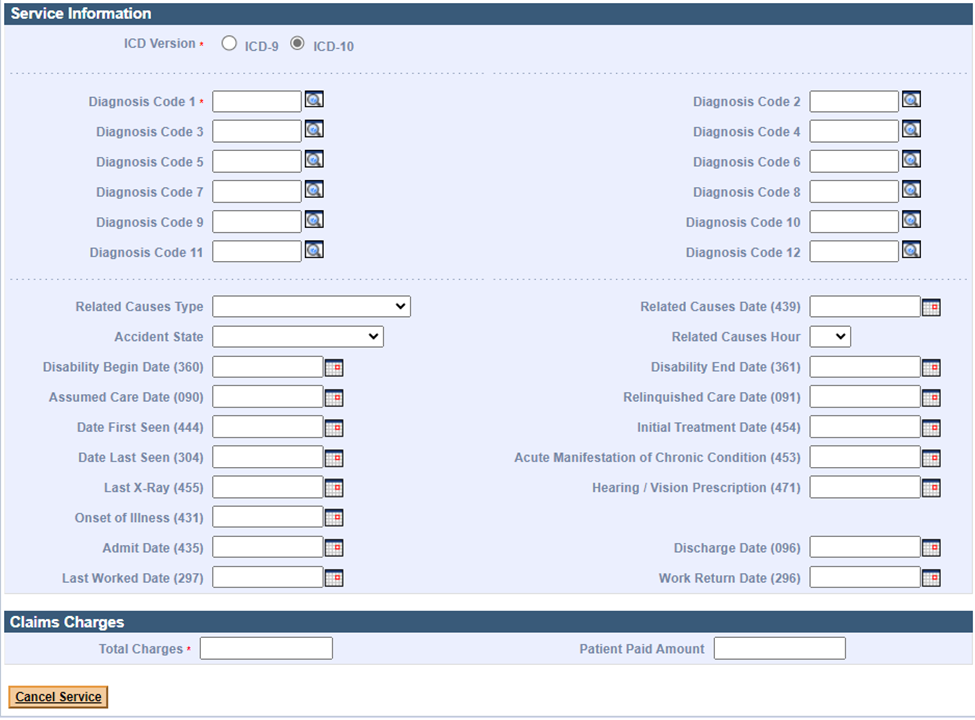 Service Information
ICD Version * ICD-9 ICD-10
Diagnosis Code 1 * Diagnosis Code 2
Diagnosis Code 3 Diagnosis Code 4
Diagnosis Code 5 Diagnosis Code 6
Diagnosis Code 7 Diagnosis Code 8
Diagnosis Code 9 Diagnosis Code 10
Diagnosis Code 11 Diagnosis Code 12
Related Causes Type Related Causes Date (439)
Accident State Related Causes Hour
Disability Begin Date (360) Disability End Date (361)
Assumed Care Date (090) Relinquished Care Date (091)
Date First Seen (444) Initial Treatment Date (454)
Date Last Seen (304) Acute Manifestation of Chronic Condition (453)
Last X-Ray (455) Hearing / Vision Prescription (471)
Onset of Illness (431)
Admit Date (435) Discharge Date (096)
Last Worked Date (297) Work Return Date (296)
Claims Charges
Total Charges * Patient Paid Amount
Cancel Service